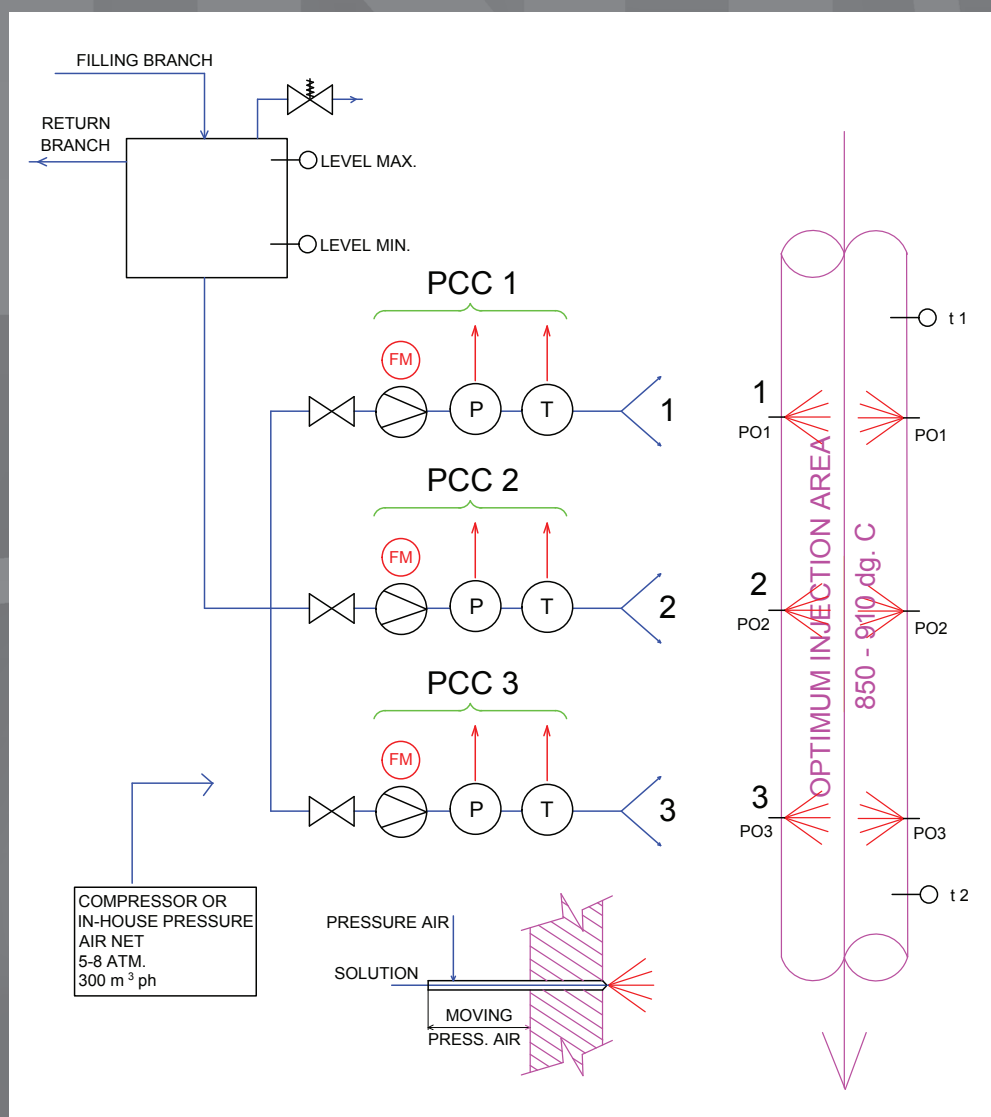 FILLING BRANCH
RETURN
BRANCH
LEVEL MAX.
LEVEL MIN.
PCC 1
FM
P
T
1
PCC 2
FM
P
T
2
PCC 3
FM
P
T
3
t 1
1
PO1
PO1
2
PO2
PO2
3
PO3
PO3
t 2
OPTIMUM INJECTION AREA
850 - 910 dg. C
COMPRESSOR OR
IN-HOUSE PRESSURE
AIR NET
5-8 ATM.
300 m³ ph
PRESSURE AIR
SOLUTION
MOVING
PRESS. AIR